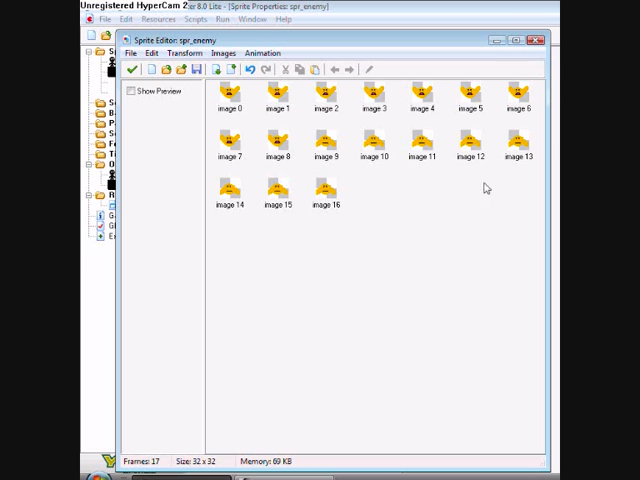 Unregistered HyperCam 2
er 8.0 Lite - [Sprite Properties: spr_enemy]
File Edit Resources Scripts Run Window Help
Sprite Editor: spr_enemy
File Edit Transform Images Animation
Show Preview
image 0 image 1 image 2 image 3 image 4 image 5 image 6
image 7 image 8 image 9 image 10 image 11 image 12 image 13
image 14 image 15 image 16
Frames: 17 Size: 32 x 32 Memory: 69 KB